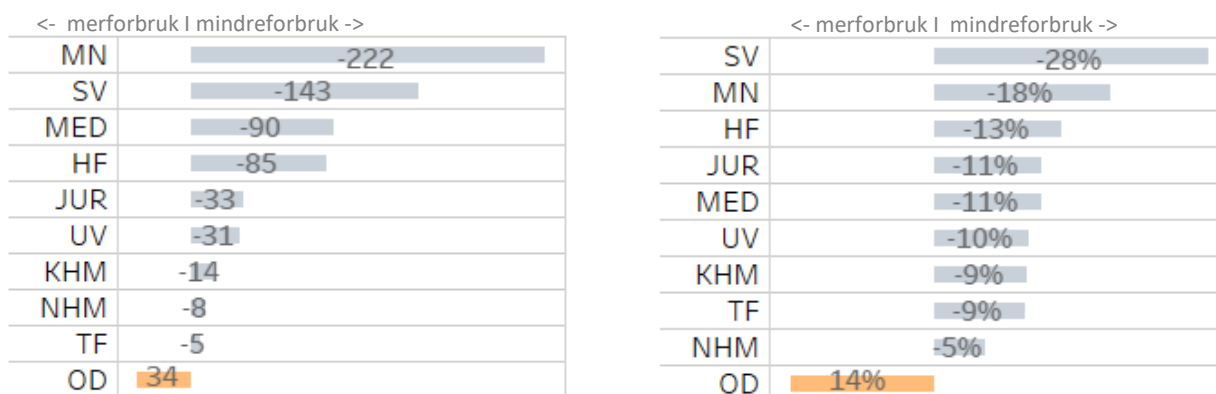 <- merforbruk I mindreforbruk ->
MN -222
SV -143
MED -90
HF -85
JUR -33
UV -31
KHM -14
NHM -8
TF -5
OD 34
<- merforbruk I mindreforbruk ->
SV -28%
MN -18%
HF -13%
JUR -11%
MED -11%
UV -10%
KHM -9%
TF -9%
NHM -5%
OD 14%